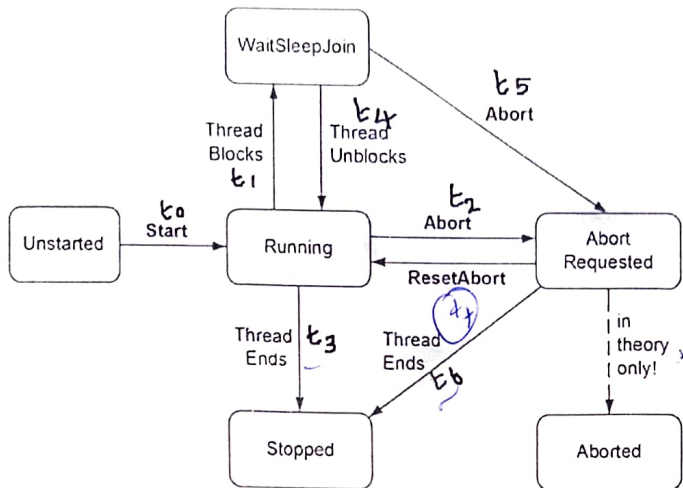 WaitSleepJoin
t5
Abort
t4
Thread
Blocks
t1
Thread
Unblocks
t0
Start
t2
Abort
Unstarted
Running
Abort
Requested
ResetAbort
Thread
Ends
t3
Thread
Ends
t6
in
theory
only!
Stopped
Aborted